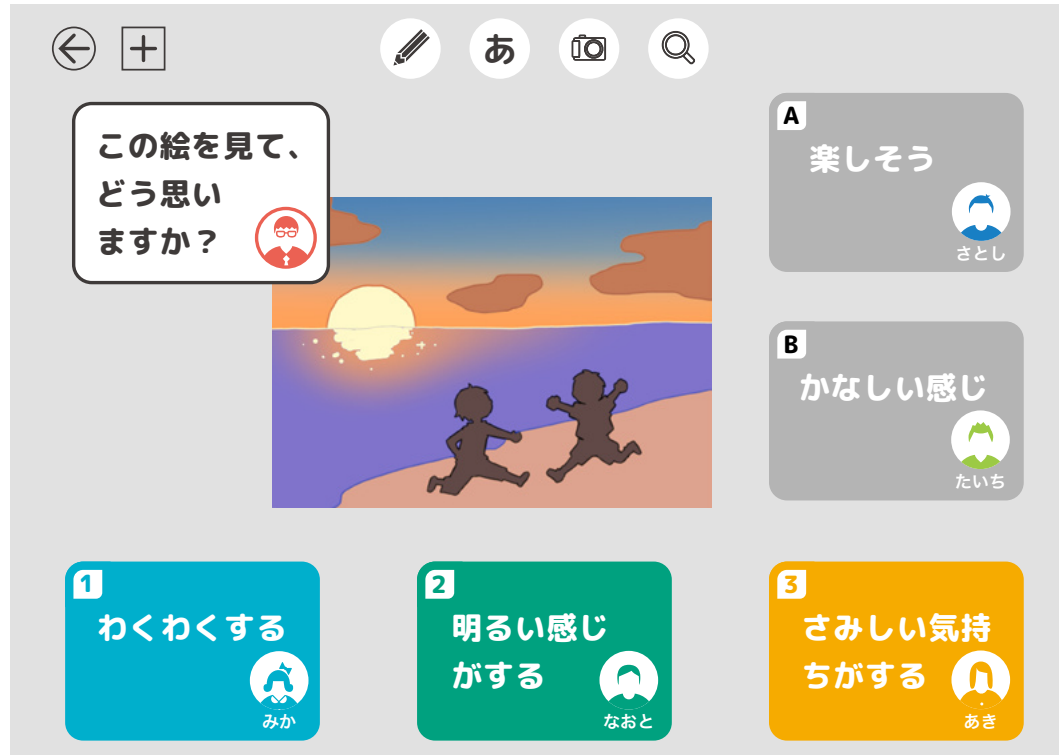 あ
この絵を見て、
どう思い
ますか？
A
楽しそう
さとし
B
かなしい感じ
たいち
1
わくわくする
みか
2
明るい感じ
がする
なおと
3
さみしい気持
ちがする
あき